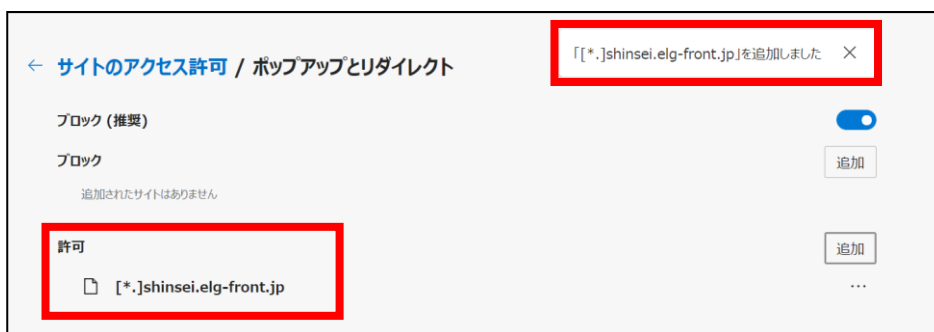 「[*.]shinsei.elg-front.jp」を追加しました ×
← サイトのアクセス許可 / ポップアップとリダイレクト
ブロック (推奨)
ブロック 追加
追加されたサイトはありません
許可 追加
[*.]shinsei.elg-front.jp …